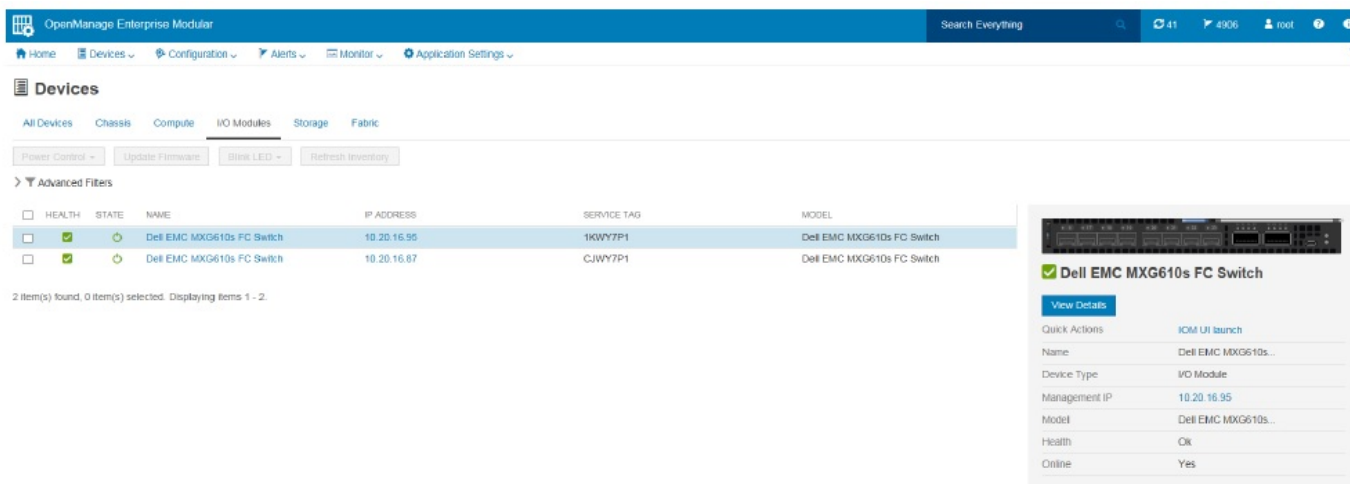 OpenManage Enterprise Modular Search Everything 41 4906 root
Home Devices Configuration Alerts Monitor Application Settings
Devices
All Devices Chassis Compute I/O Modules Storage Fabric
Power Control Update Firmware Blink LED Refresh Inventory
Advanced Filters
HEALTH STATE NAME IP ADDRESS SERVICE TAG MODEL
Dell EMC MXG610s FC Switch 10.20.16.95 1KWY7P1 Dell EMC MXG610s FC Switch
Dell EMC MXG610s FC Switch 10.20.16.87 CJWY7P1 Dell EMC MXG610s FC Switch
2 item(s) found, 0 item(s) selected. Displaying items 1 - 2.
Dell EMC MXG610s FC Switch
View Details
Quick Actions IOM UI launch
Name Dell EMC MXG610s...
Device Type I/O Module
Management IP 10.20.16.95
Model Dell EMC MXG610s...
Health Ok
Online Yes